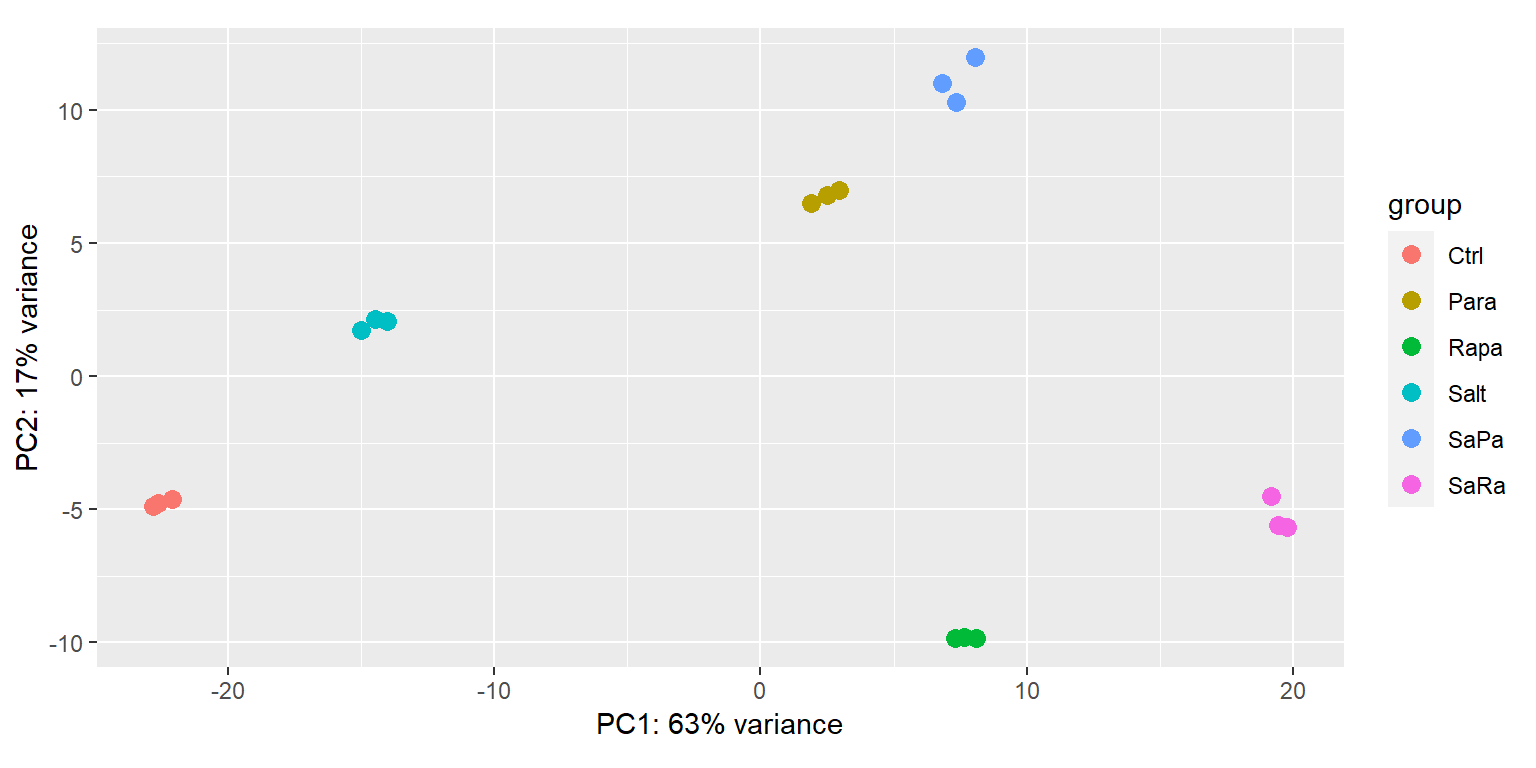 10
5
0
-5
-10
-20
-10
0
10
20
PC2: 17% variance
PC1: 63% variance
group
Ctrl
Para
Rapa
Salt
SaPa
SaRa